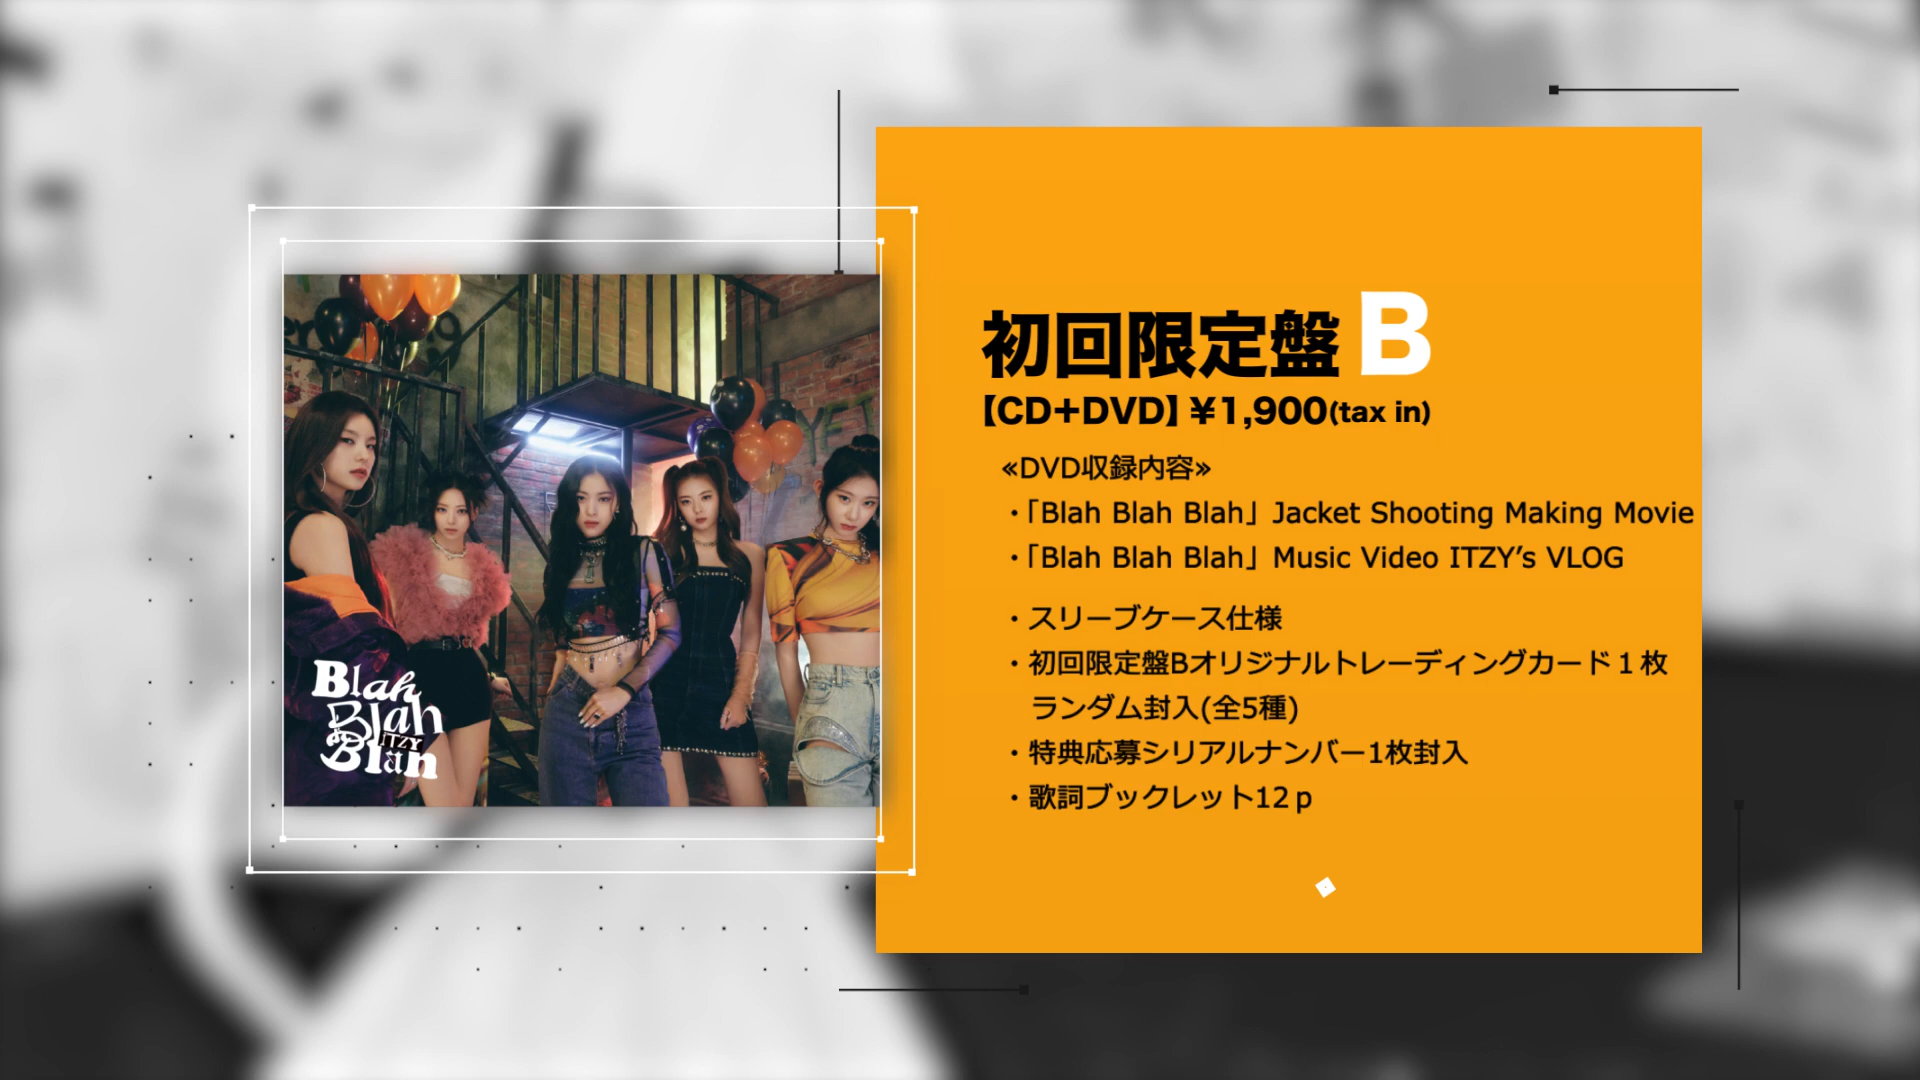 Blah
Blah
ITZY
Blah
初回限定盤 B
【CD+DVD】¥1,900(tax in)
≪DVD収録内容≫
・「Blah Blah Blah」Jacket Shooting Making Movie
・「Blah Blah Blah」Music Video ITZY’s VLOG
・スリーブケース仕様
・初回限定盤Bオリジナルトレーディングカード１枚
ランダム封入(全5種)
・特典応募シリアルナンバー1枚封入
・歌詞ブックレット12ｐ